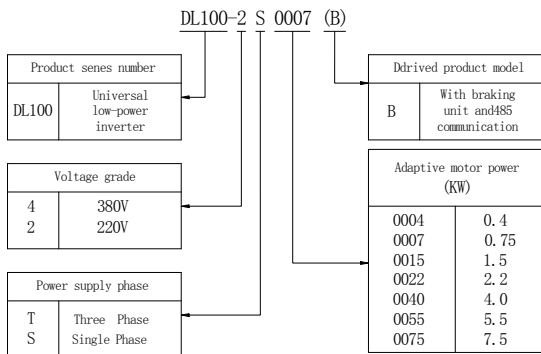 DL100-2 S 0007 (B)
Product senes number
DL100
Universal
low-power
inverter
Voltage grade
4 380V
2 220V
Power supply phase
T Three Phase
S Single Phase
Ddrived product model
B
With braking
unit and485
communication
Adaptive motor power
(KW)
0004 0.4
0007 0.75
0015 1.5
0022 2.2
0040 4.0
0055 5.5
0075 7.5